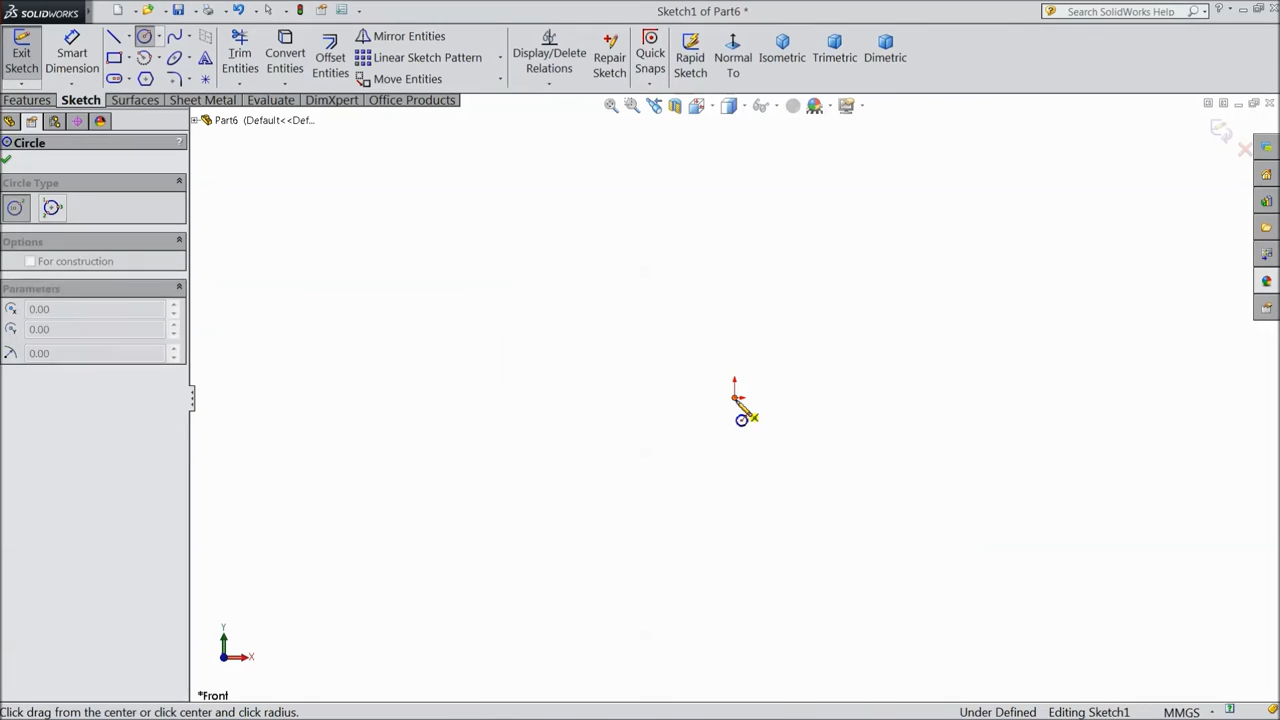 SOLIDWORKS
Sketch1 of Part6 *
Search SolidWorks Help
Exit Sketch
Smart Dimension
Trim Entities
Convert Entities
Offset Entities
Mirror Entities
Linear Sketch Pattern
Move Entities
Display/Delete Relations
Repair Sketch
Quick Snaps
Rapid Sketch
Normal To
Isometric
Trimetric
Dimetric
Features
Sketch
Surfaces
Sheet Metal
Evaluate
DimXpert
Office Products
Part6 (Default<<Def...
Circle
?
Circle Type
Options
For construction
Parameters
0.00
0.00
0.00
Y
X
*Front
Click drag from the center or click center and click radius.
Under Defined
Editing Sketch1
MMGS